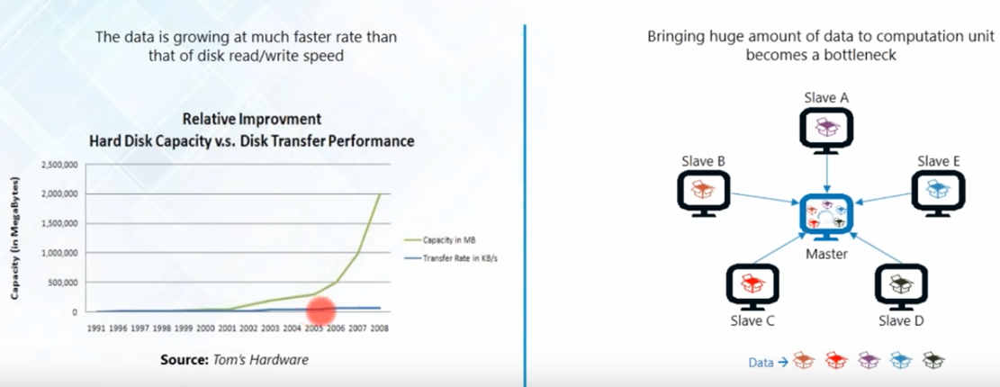 The data is growing at much faster rate than
that of disk read/write speed
Relative Improvment
Hard Disk Capacity v.s. Disk Transfer Performance
Capacity (in MegaBytes)
2,500,000
2,000,000
1,500,000
1,000,000
500,000
0
1991 1996 1997 1998 1999 2000 2001 2002 2003 2004 2005 2006 2007 2008
Capacity in MB
Transfer Rate in KB/s
Source: Tom's Hardware
Bringing huge amount of data to computation unit
becomes a bottleneck
Slave A
Slave B
Slave E
Master
Slave C
Slave D
Data